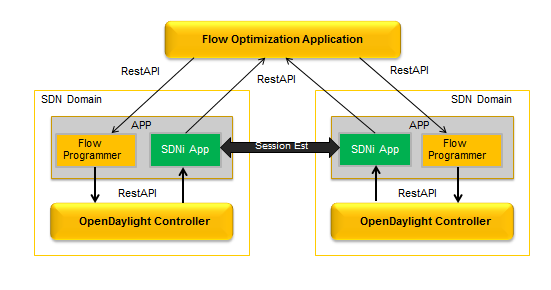 Flow Optimization Application
RestAPI
RestAPI
RestAPI
SDN Domain
SDN Domain
APP
APP
Flow
Programmer
SDNi App
Session Est
SDNi App
Flow
Programmer
RestAPI
RestAPI
OpenDaylight Controller
OpenDaylight Controller